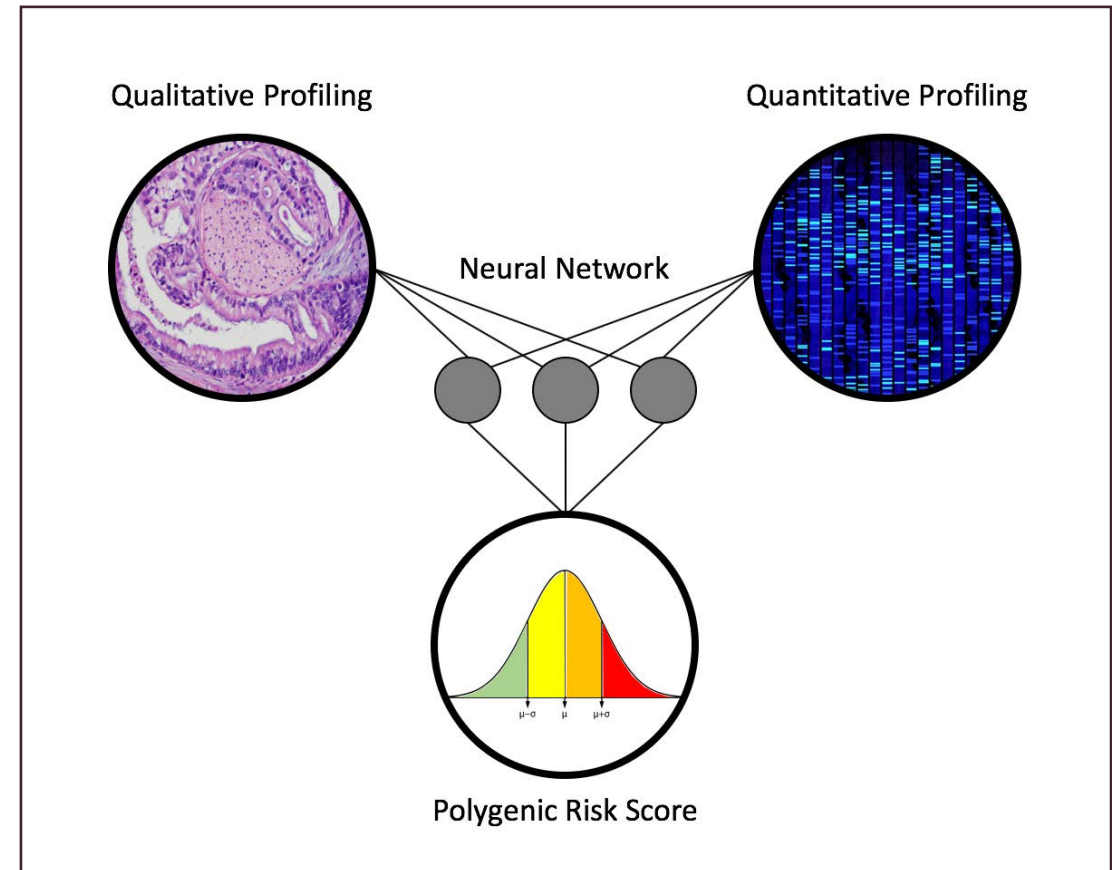 Qualitative Profiling
Quantitative Profiling
Neural Network
μ−σ
μ
μ+σ
Polygenic Risk Score